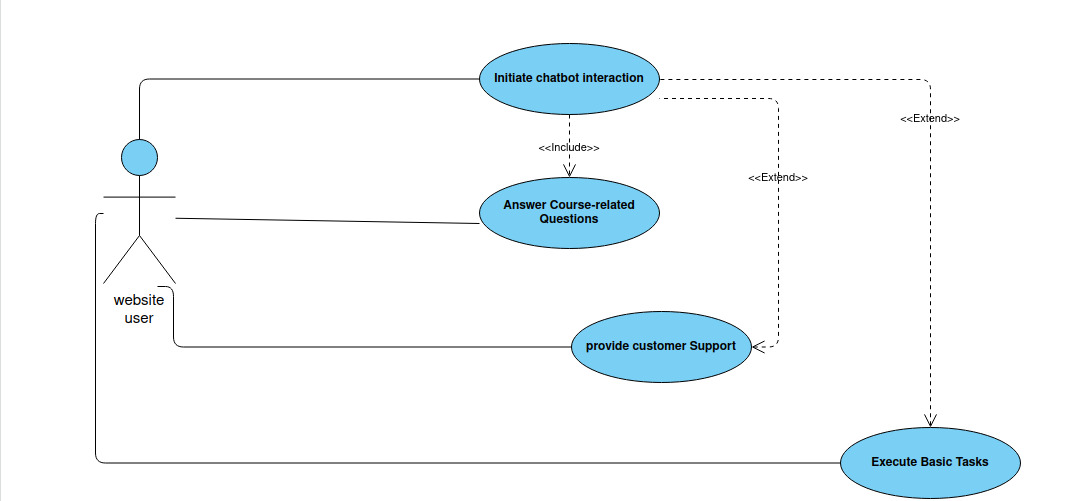 Initiate chatbot interaction
<<Extend>>
<<Include>>
<<Extend>>
Answer Course-related
Questions
website
user
provide customer Support
Execute Basic Tasks